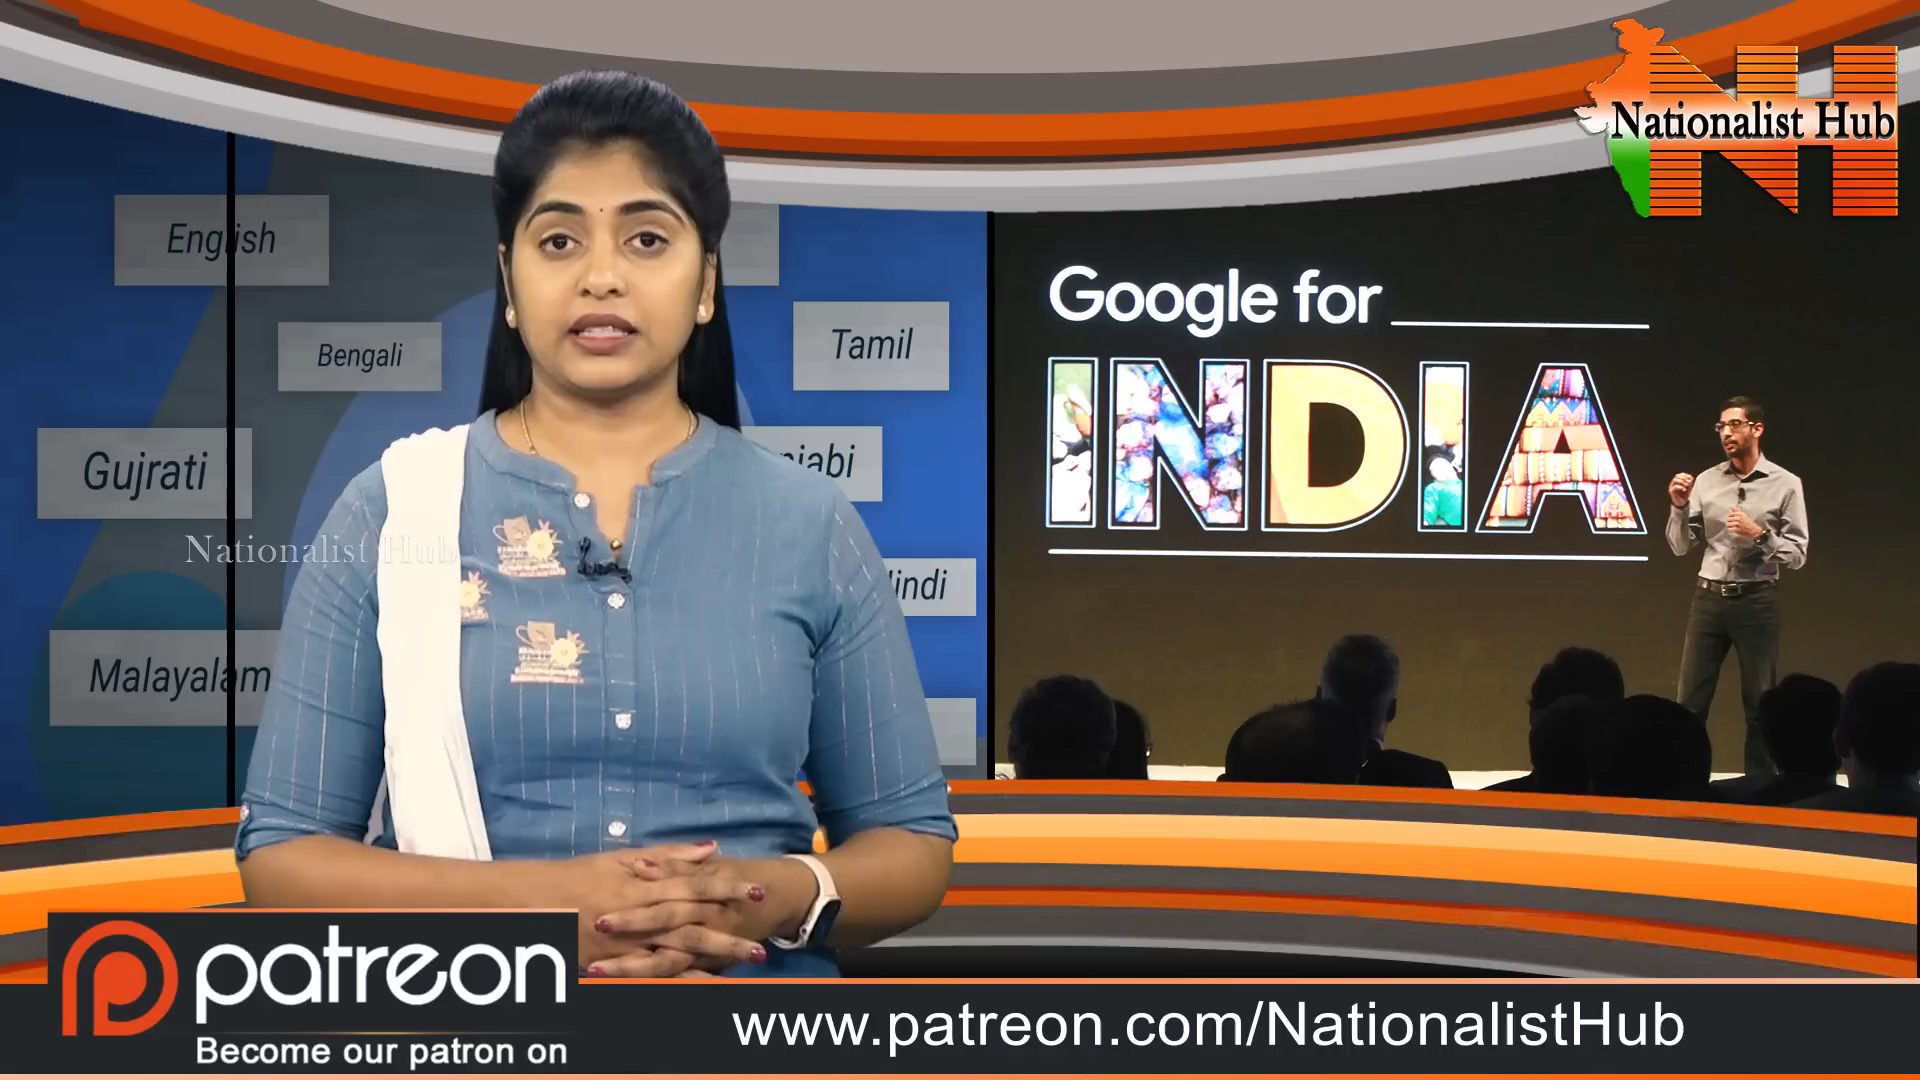 Nationalist Hub
English
Bengali
Tamil
Gujrati
Malayalam
Google for
INDIA
Nationalist Hub
patreon
Become our patron on
www.patreon.com/NationalistHub